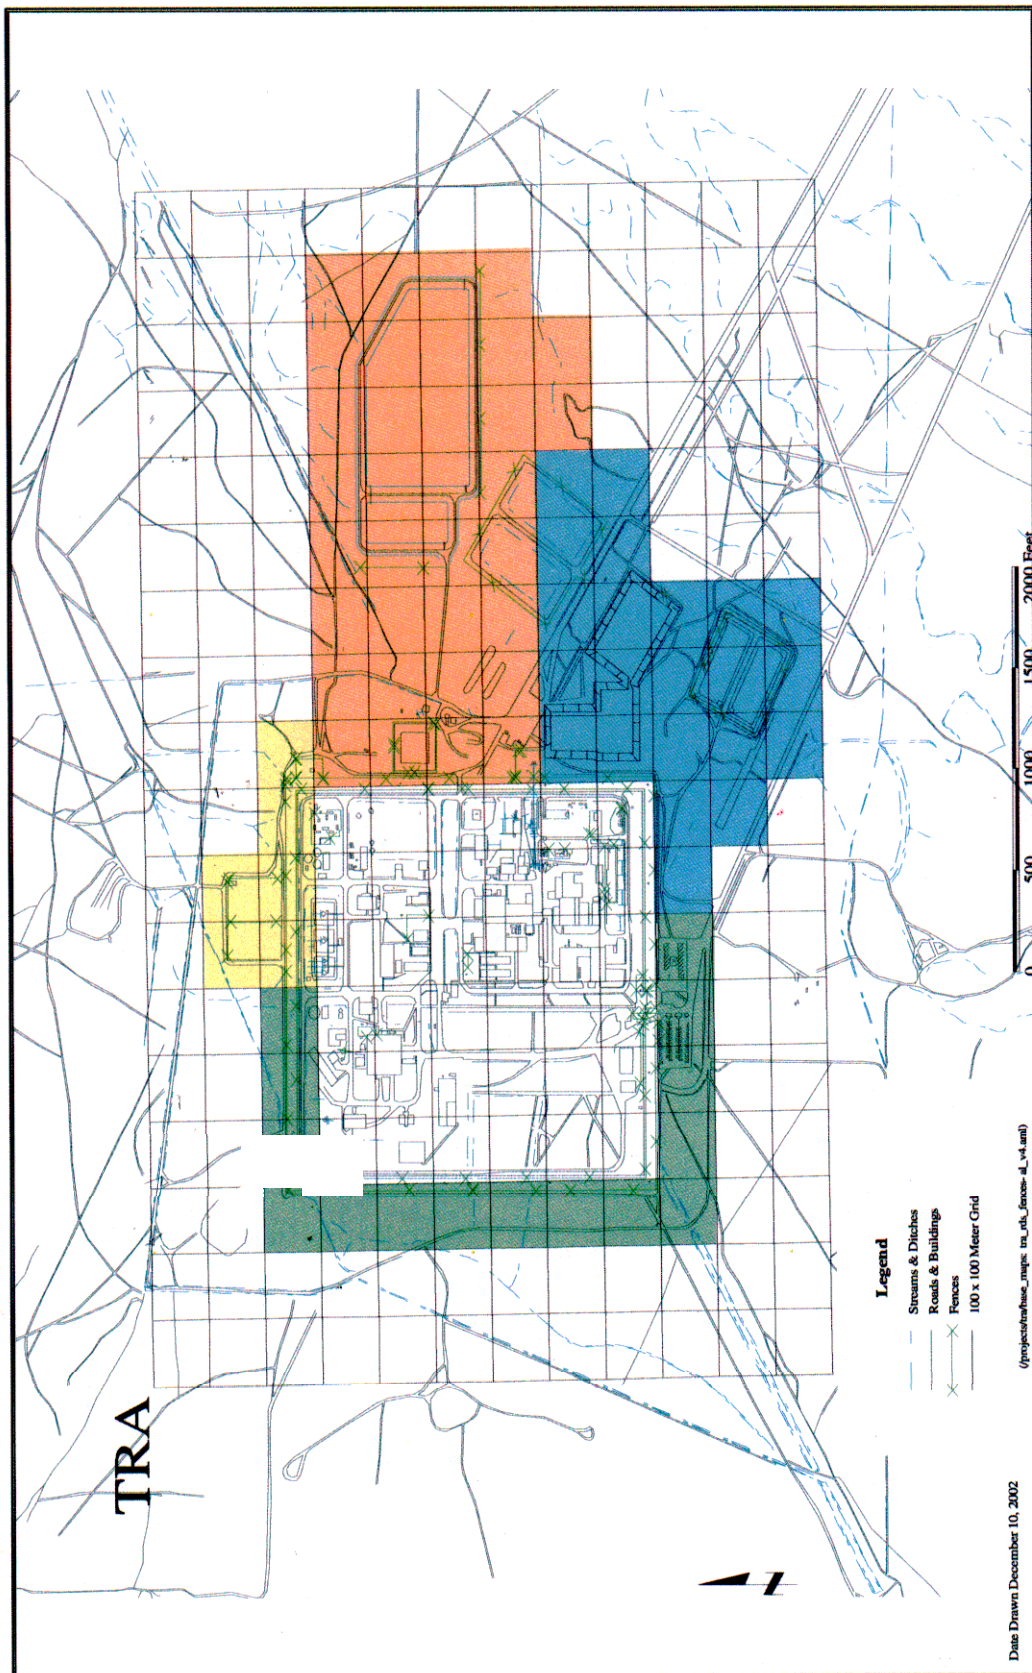 TRA
Legend
Streams & Ditches
Roads & Buildings
Fences
100 x 100 Meter Grid
0 500 1000 1500 2000 Feet
N
Date Drawn December 10, 2002